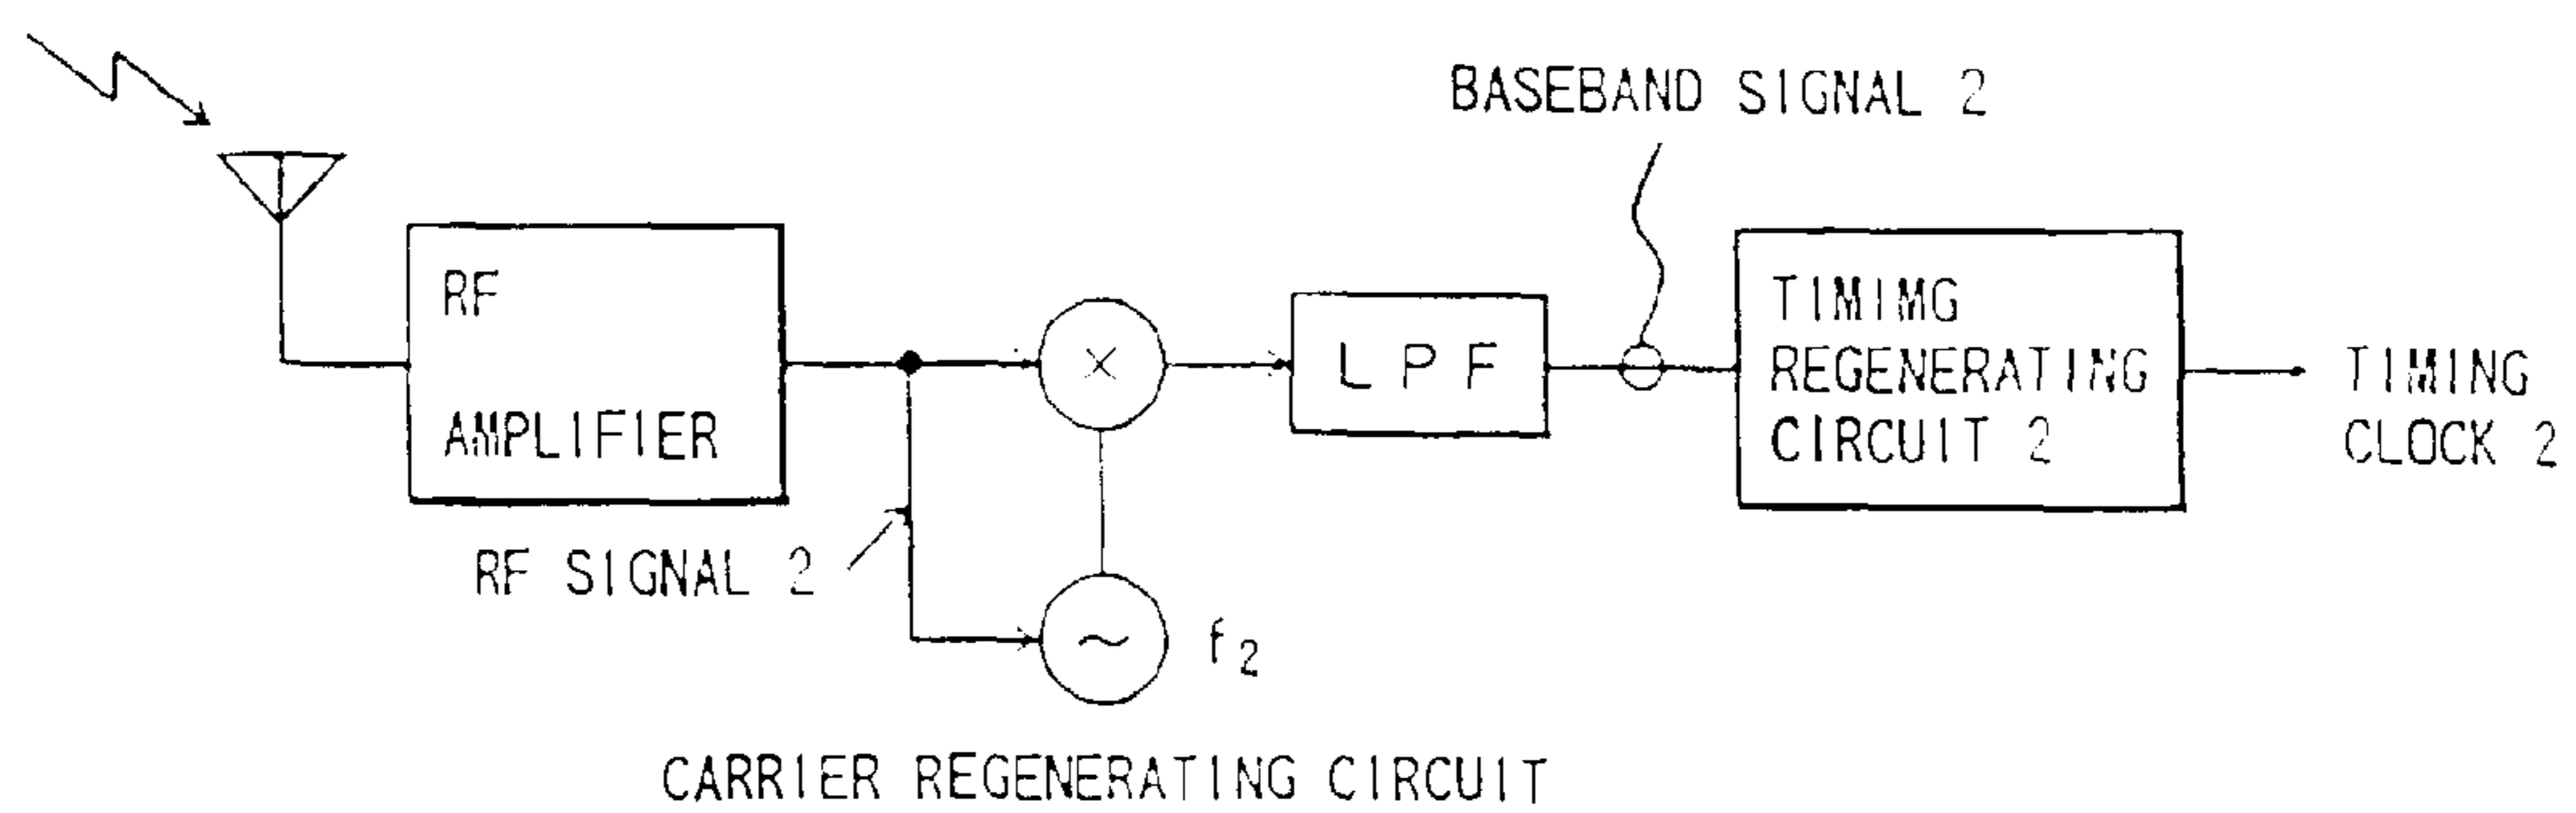 BASEBAND SIGNAL 2
RF
AMPLIFIER
×
L P F
TIMIMG
REGENERATING
CIRCUIT 2
TIMING
CLOCK 2
RF SIGNAL 2
~
f2
CARRIER REGENERATING CIRCUIT